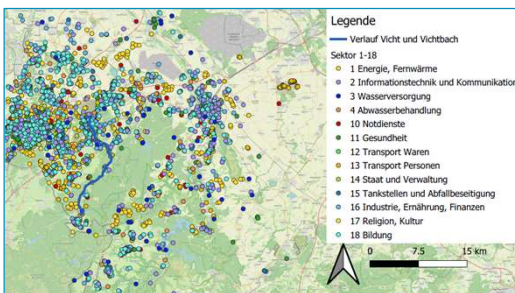 Legende
Verlauf Vicht und Vichtbach
Sektor 1-18
1 Energie, Fernwärme
2 Informationstechnik und Kommunikation
3 Wasserversorgung
4 Abwasserbehandlung
10 Notdienste
11 Gesundheit
12 Transport Waren
13 Transport Personen
14 Staat und Verwaltung
15 Tankstellen und Abfallbeseitigung
16 Industrie, Ernährung, Finanzen
17 Religion, Kultur
18 Bildung
0 7.5 15 km